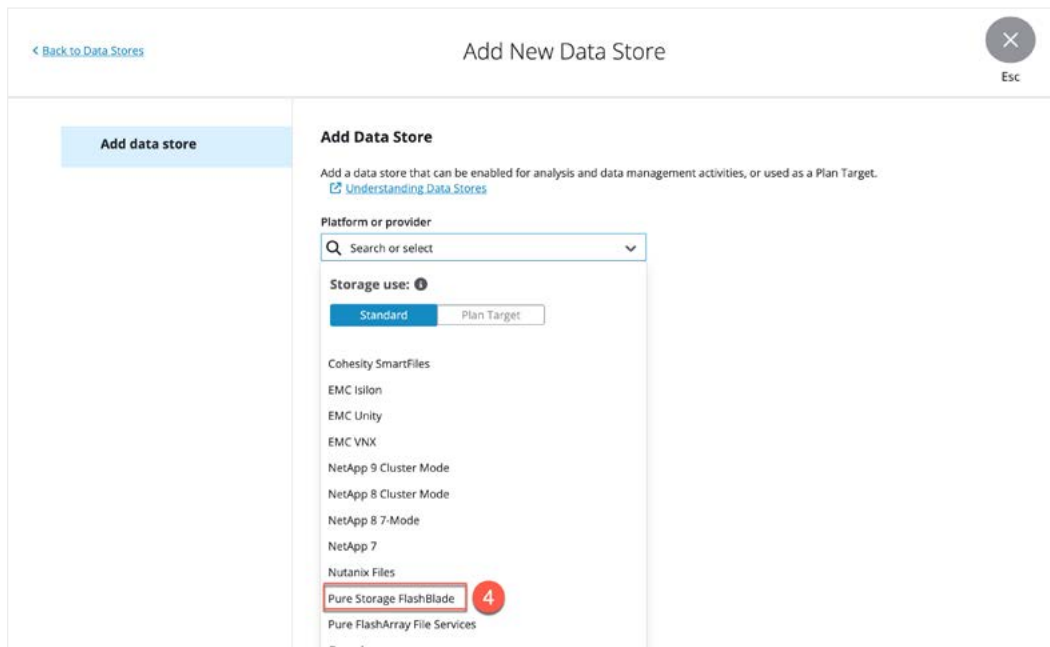 Back to Data Stores
Add New Data Store
Esc
Add data store
Add Data Store
Add a data store that can be enabled for analysis and data management activities, or used as a Plan Target.
Understanding Data Stores
Platform or provider
Search or select
Storage use:
Standard Plan Target
Cohesity SmartFiles
EMC Isilon
EMC Unity
EMC VNX
NetApp 9 Cluster Mode
NetApp 8 Cluster Mode
NetApp 8 7-Mode
NetApp 7
Nutanix Files
Pure Storage FlashBlade 4
Pure FlashArray File Services